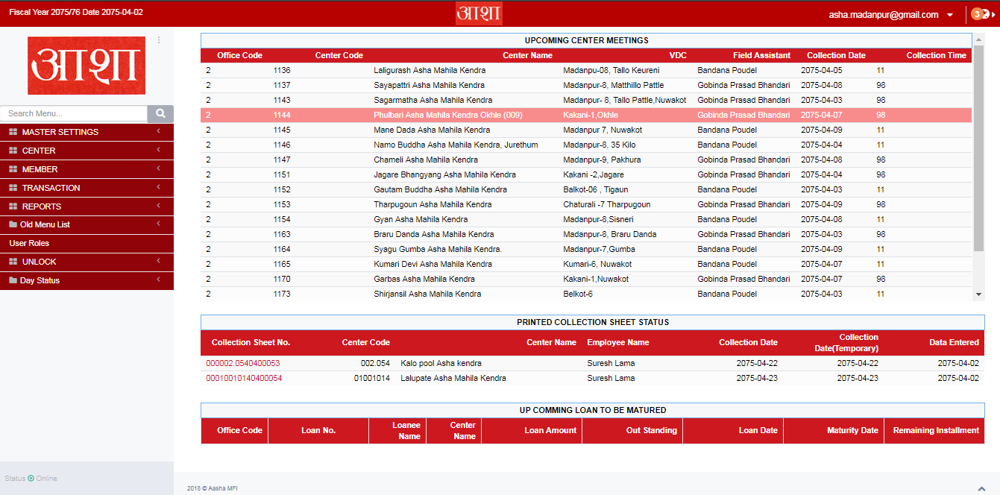 Fiscal Year 2075/76 Date 2075-04-02
आशा
asha.madanpur@gmail.com
3
आशा
Search Menu...
MASTER SETTINGS
CENTER
MEMBER
TRANSACTION
REPORTS
Old Menu List
User Roles
UNLOCK
Day Status
Status Online
UPCOMING CENTER MEETINGS
Office Code Center Code Center Name VDC Field Assistant Collection Date Collection Time
2 1136 Laligurash Asha Mahila Kendra Madanpu-08, Tallo Keureni Bandana Poudel 2075-04-05 11
2 1137 Sayapattri Asha Mahila Kendra Madanpur-8, Matthillo Pattle Gobinda Prasad Bhandari 2075-04-08 98
2 1143 Sagarmatha Asha Mahila Kendra Madanpur- 8, Tallo Pattle,Nuwakot Gobinda Prasad Bhandari 2075-04-03 98
2 1144 Phulbari Asha Mahila Kendra Okhle (009) Kakani-1,Okhle Gobinda Prasad Bhandari 2075-04-07 98
2 1145 Mane Dada Asha Mahila Kendra Madanpur 7, Nuwakot Bandana Poudel 2075-04-09 11
2 1146 Namo Buddha Asha Mahila Kendra, Jurethum Madanpur-8, 35 Kilo Bandana Poudel 2075-04-04 11
2 1147 Chameli Asha Mahila Kendra Madanpur-9, Pakhura Gobinda Prasad Bhandari 2075-04-08 98
2 1151 Jagare Bhangyang Asha Mahila Kendra Kakani -2,Jagare Gobinda Prasad Bhandari 2075-04-04 98
2 1152 Gautam Buddha Asha Mahila Kendra Balkot-06 , Tigaun Bandana Poudel 2075-04-03 11
2 1153 Tharpugoun Asha Mahila Kendra Chaturali -7 Tharpugoun Gobinda Prasad Bhandari 2075-04-09 98
2 1154 Gyan Asha Mahila Kendra Madanpur-8,Sisneri Bandana Poudel 2075-04-08 11
2 1163 Braru Danda Asha Mahila Kendra Madanpur-8, Braru Danda Gobinda Prasad Bhandari 2075-04-03 98
2 1164 Syagu Gumba Asha Mahila Kendra. Madanpur-7,Gumba Bandana Poudel 2075-04-09 11
2 1165 Kumari Devi Asha Mahila Kendra Kumari-6, Nuwakot Bandana Poudel 2075-04-07 11
2 1170 Garbas Asha Mahila Kendra Kakani-1,Nuwakot Gobinda Prasad Bhandari 2075-04-07 98
2 1173 Shirjansil Asha Mahila Kendra Belkot-6 Bandana Poudel 2075-04-03 11
PRINTED COLLECTION SHEET STATUS
Collection Sheet No. Center Code Center Name Employee Name Collection Date Collection Date(Temporary) Data Entered
000002.0540400053 002.054 Kalo pool Asha kendra Suresh Lama 2075-04-22 2075-04-22 2075-04-02
00010010140400054 01001014 Lalupate Asha Mahila Kendra Suresh Lama 2075-04-23 2075-04-23 2075-04-02
UP COMMING LOAN TO BE MATURED
Office Code Loan No. Loanee Name Center Name Loan Amount Out Standing Loan Date Maturity Date Remaining Installment
2018 © Aasha MFI